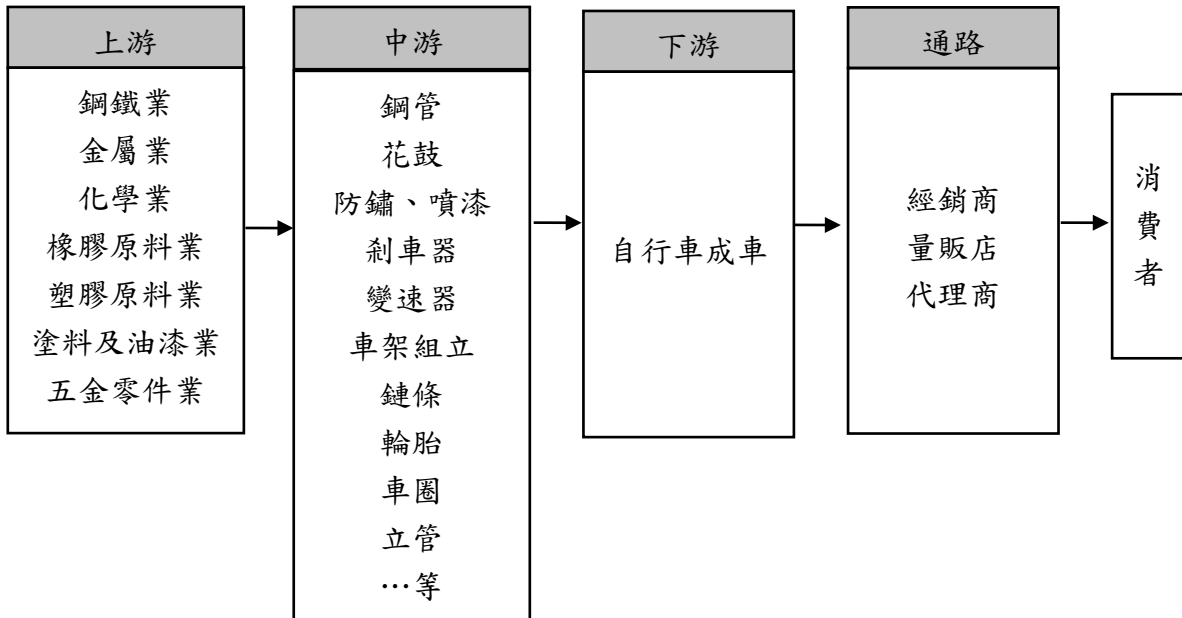 上游
鋼鐵業
金屬業
化學業
橡膠原料業
塑膠原料業
塗料及油漆業
五金零件業
中游
鋼管
花鼓
防鏽、噴漆
剎車器
變速器
車架組立
鏈條
輪胎
車圈
立管
…等
下游
自行車成車
通路
經銷商
量販店
代理商
消
費
者